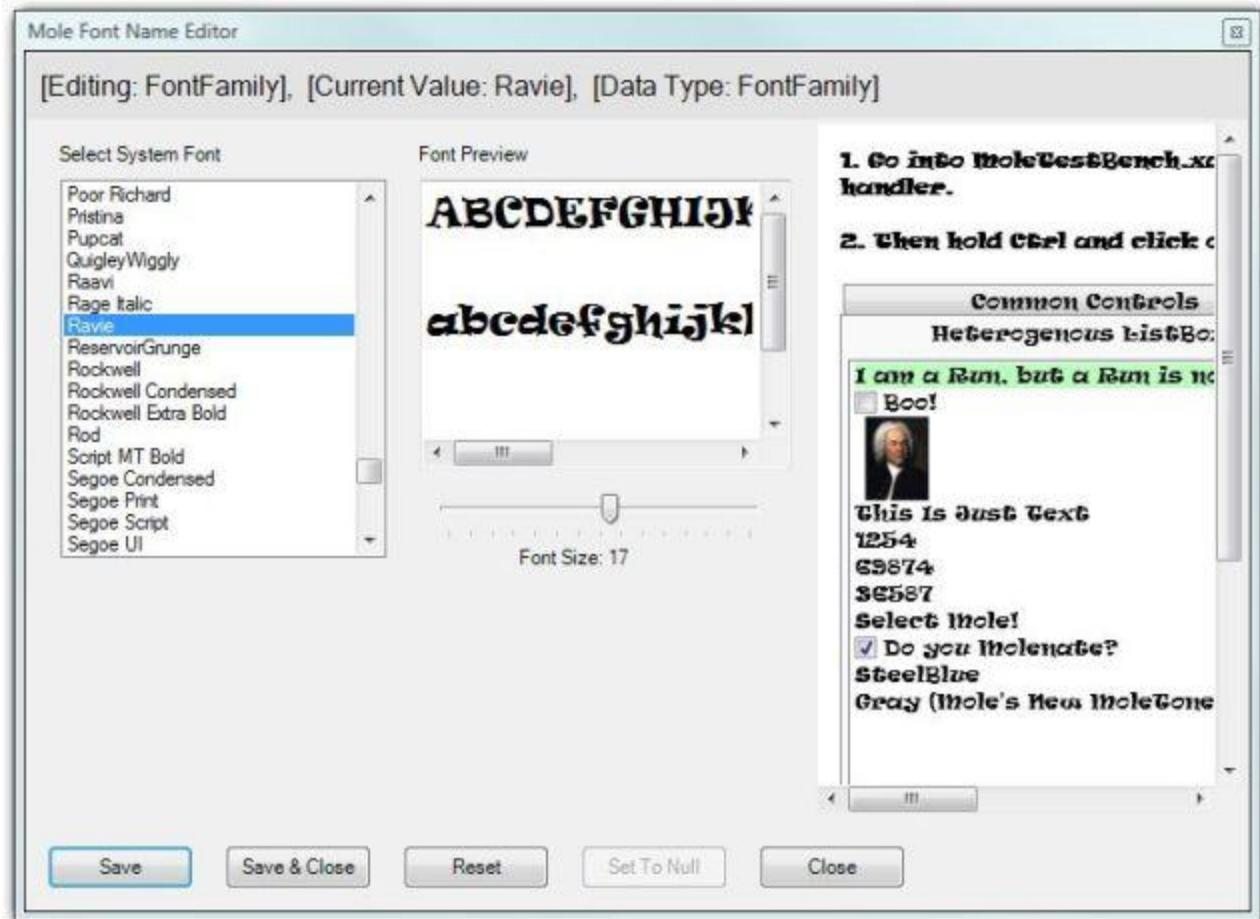 Mole Font Name Editor
[Editing: FontFamily], [Current Value: Ravie], [Data Type: FontFamily]
Select System Font
Poor Richard
Pristina
Pupcat
QuigleyWiggly
Raavi
Rage Italic
Ravie
ReservoirGrunge
Rockwell
Rockwell Condensed
Rockwell Extra Bold
Rod
Script MT Bold
Segoe Condensed
Segoe Print
Segoe Script
Segoe UI
Font Preview
ABCDEFGHIJK
abcdefghijkl
Font Size: 17
1. Go into MoleTestBench.xa
handler.
2. Then hold Ctrl and click
Common Controls
Heterogenous ListBo
I am a Run, but a Run is no
Boo!
This Is Just Text
1254
69874
36587
Select Mole!
Do you Molenate?
SteelBlue
Gray (Mole's New MoleTone
Save
Save & Close
Reset
Set To Null
Close